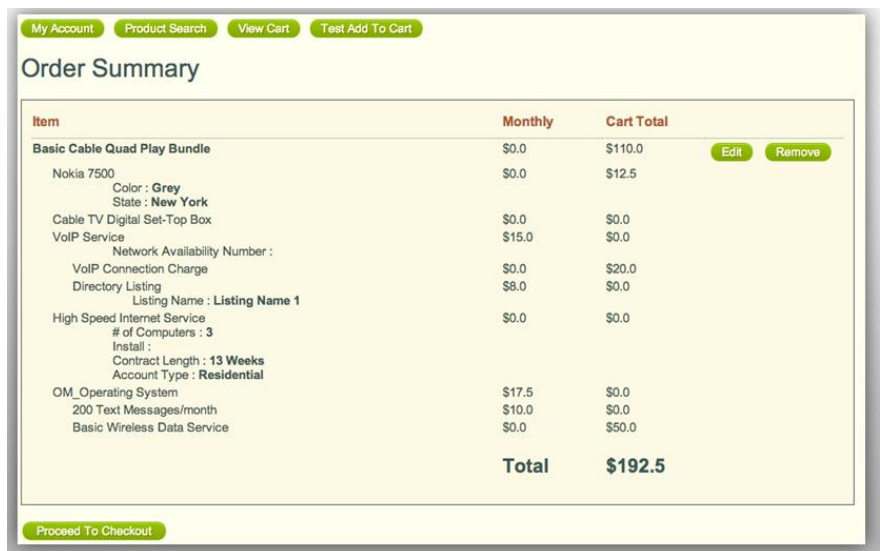 My Account Product Search View Cart Test Add To Cart
Order Summary
Item Monthly Cart Total
Basic Cable Quad Play Bundle $0.0 $110.0 Edit Remove
Nokia 7500 $0.0 $12.5
Color : Grey
State : New York
Cable TV Digital Set-Top Box $0.0 $0.0
VoIP Service $15.0 $0.0
Network Availability Number :
VoIP Connection Charge $0.0 $20.0
Directory Listing $8.0 $0.0
Listing Name : Listing Name 1
High Speed Internet Service $0.0 $0.0
# of Computers : 3
Install :
Contract Length : 13 Weeks
Account Type : Residential
OM_Operating System $17.5 $0.0
200 Text Messages/month $10.0 $0.0
Basic Wireless Data Service $0.0 $50.0
Total $192.5
Proceed To Checkout